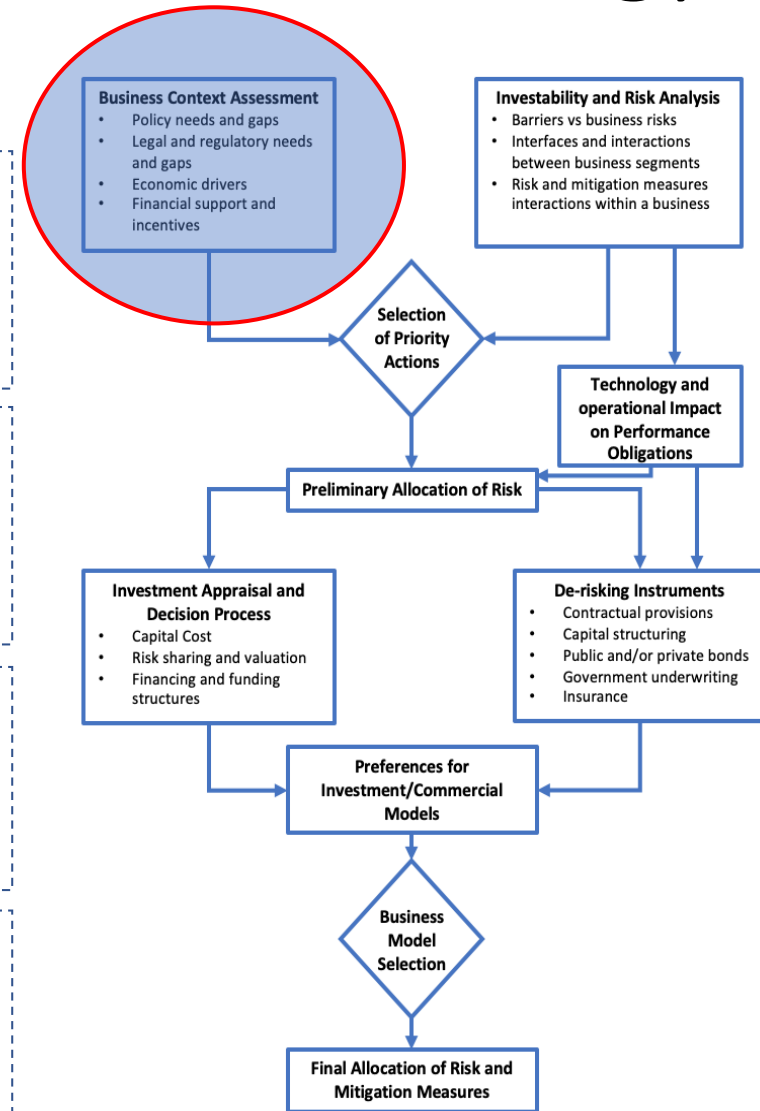 Business Context Assessment
• Policy needs and gaps
• Legal and regulatory needs
and gaps
• Economic drivers
• Financial support and
incentives
Investability and Risk Analysis
• Barriers vs business risks
• Interfaces and interactions
between business segments
• Risk and mitigation measures
interactions within a business
Selection
of Priority
Actions
Technology and
operational Impact
on Performance
Obligations
Preliminary Allocation of Risk
Investment Appraisal and
Decision Process
• Capital Cost
• Risk sharing and valuation
• Financing and funding
structures
De-risking Instruments
• Contractual provisions
• Capital structuring
• Public and/or private bonds
• Government underwriting
• Insurance
Preferences for
Investment/Commercial
Models
Business
Model
Selection
Final Allocation of Risk and
Mitigation Measures